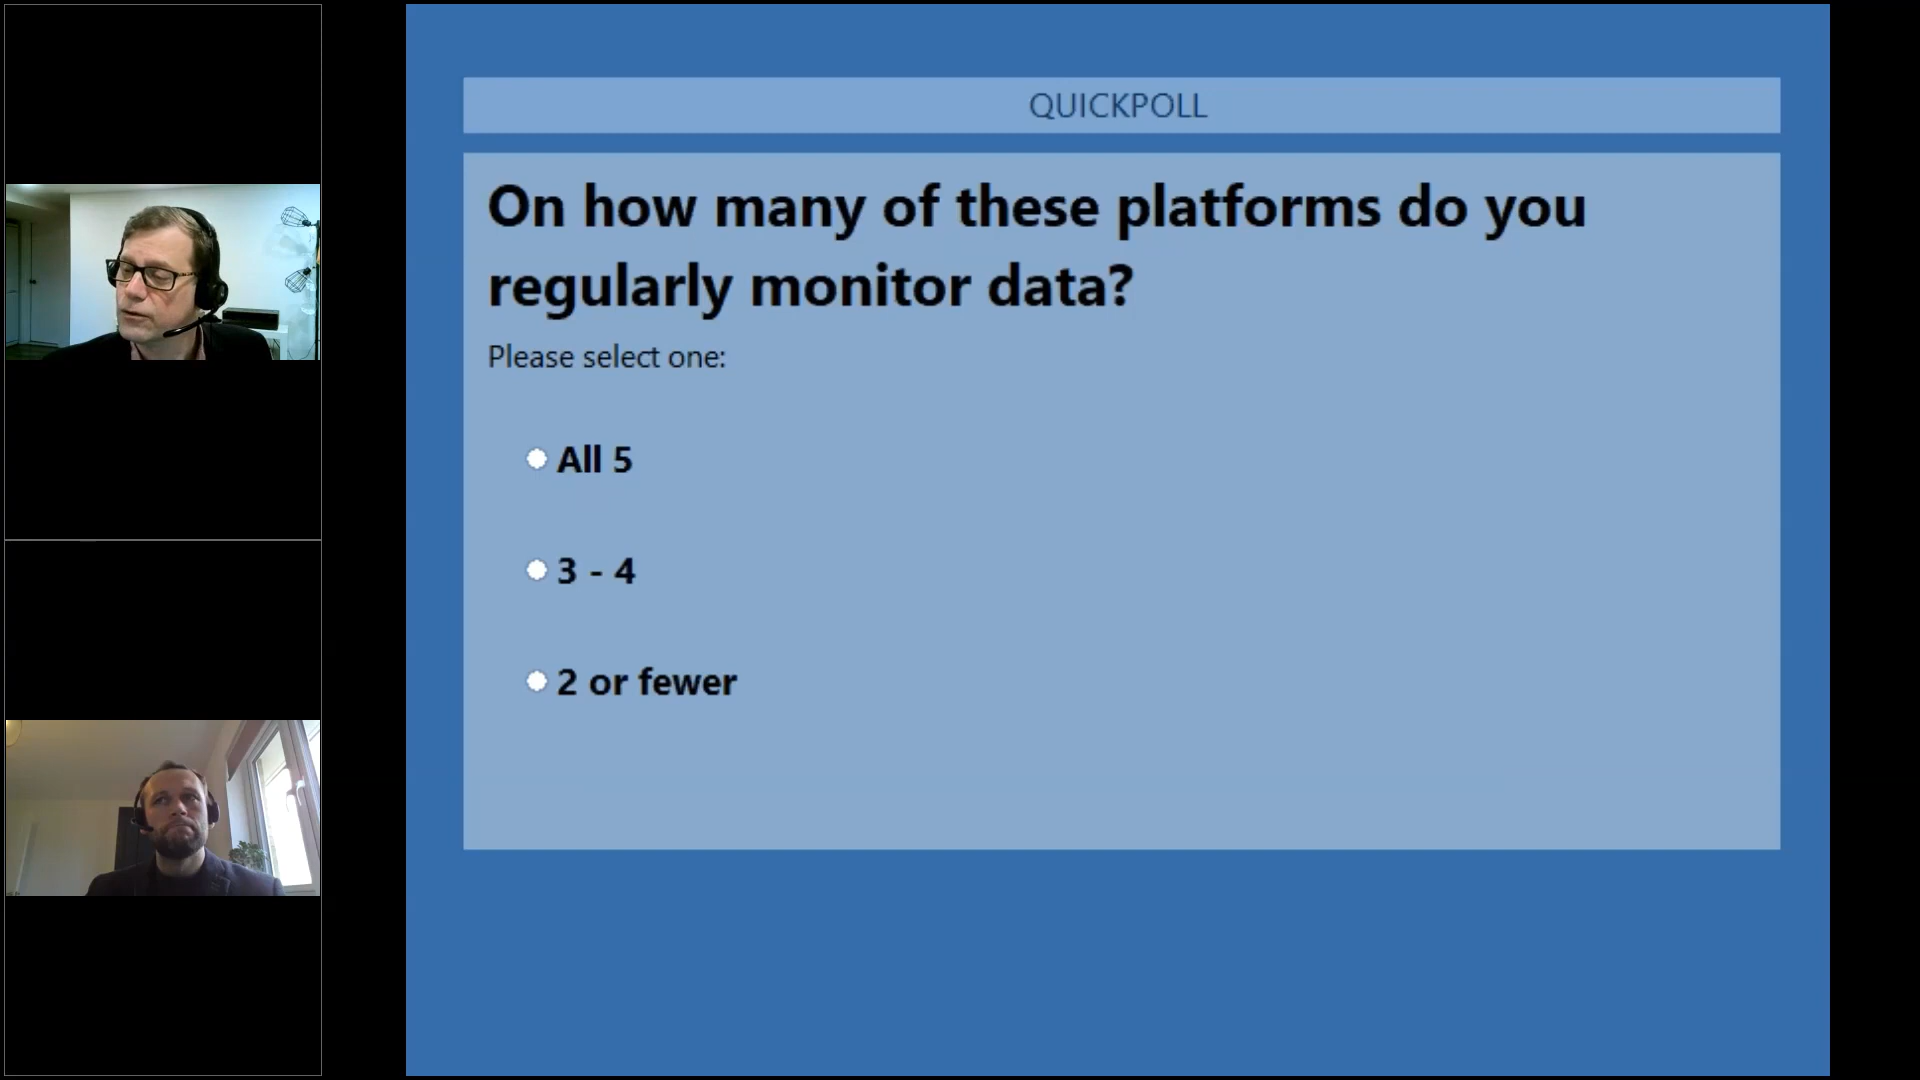 QUICKPOLL
On how many of these platforms do you
regularly monitor data?
Please select one:
All 5
3 - 4
2 or fewer